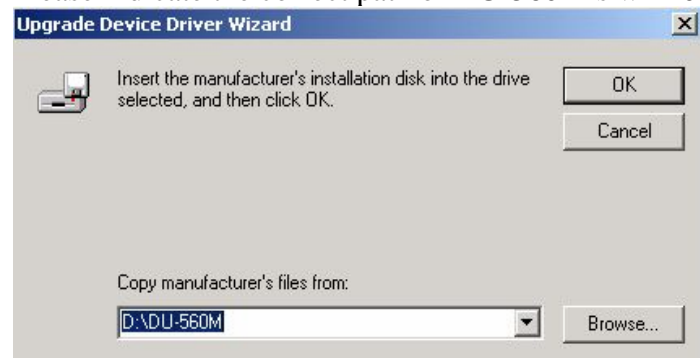 Upgrade Device Driver Wizard
Insert the manufacturer's installation disk into the drive
selected, and then click OK.
OK
Cancel
Copy manufacturer's files from:
D:\DU-560M
Browse...